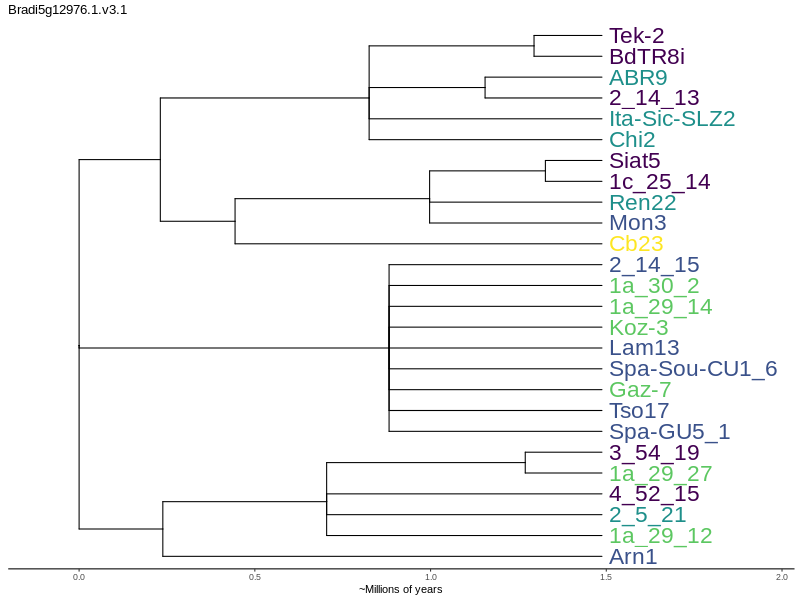 Bradi5g12976.1.v3.1
Tek-2
BdTR8i
ABR9
2_14_13
Ita-Sic-SLZ2
Chi2
Siat5
1c_25_14
Ren22
Mon3
Cb23
2_14_15
1a_30_2
1a_29_14
Koz-3
Lam13
Spa-Sou-CU1_6
Gaz-7
Tso17
Spa-GU5_1
3_54_19
1a_29_27
4_52_15
2_5_21
1a_29_12
Arn1
0.0 0.5 1.0 1.5 2.0
~Millions of years